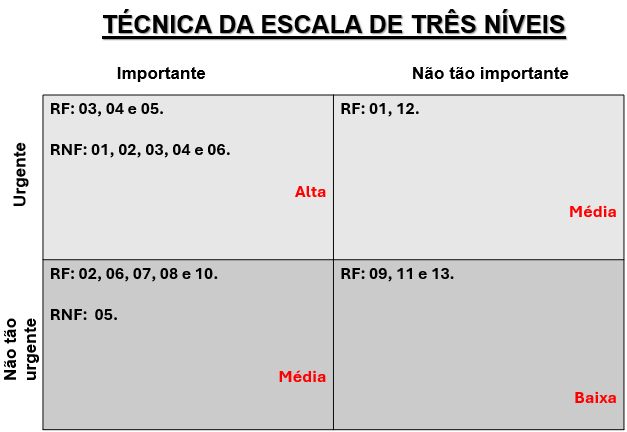 TÉCNICA DA ESCALA DE TRÊS NÍVEIS
Importante
Não tão importante
Urgente
RF: 03, 04 e 05.
RNF: 01, 02, 03, 04 e 06.
Alta
RF: 01, 12.
Média
Não tão
urgente
RF: 02, 06, 07, 08 e 10.
RNF:  05.
Média
RF: 09, 11 e 13.
Baixa